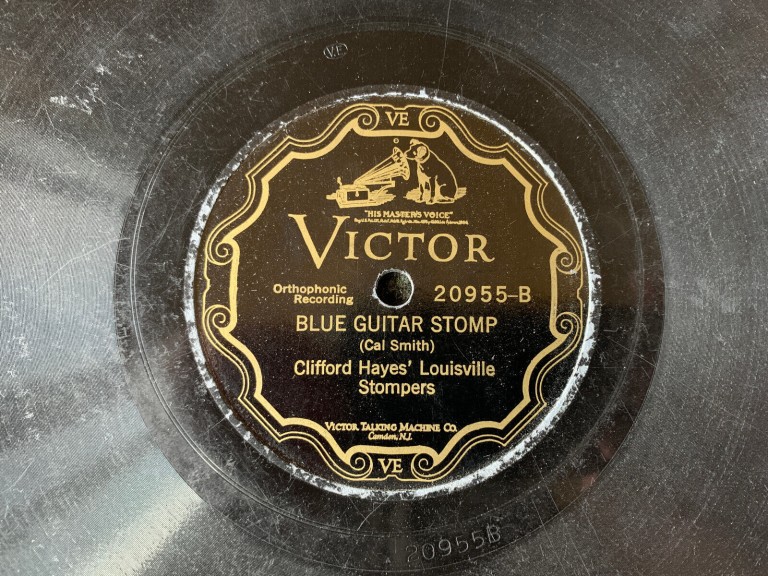 VE
VE
"HIS MASTER'S VOICE"
VICTOR
Orthophonic
Recording
20955-B
BLUE GUITAR STOMP
(Cal Smith)
Clifford Hayes' Louisville
Stompers
VICTOR TALKING MACHINE CO.
Camden, N.J.
VE
20955B